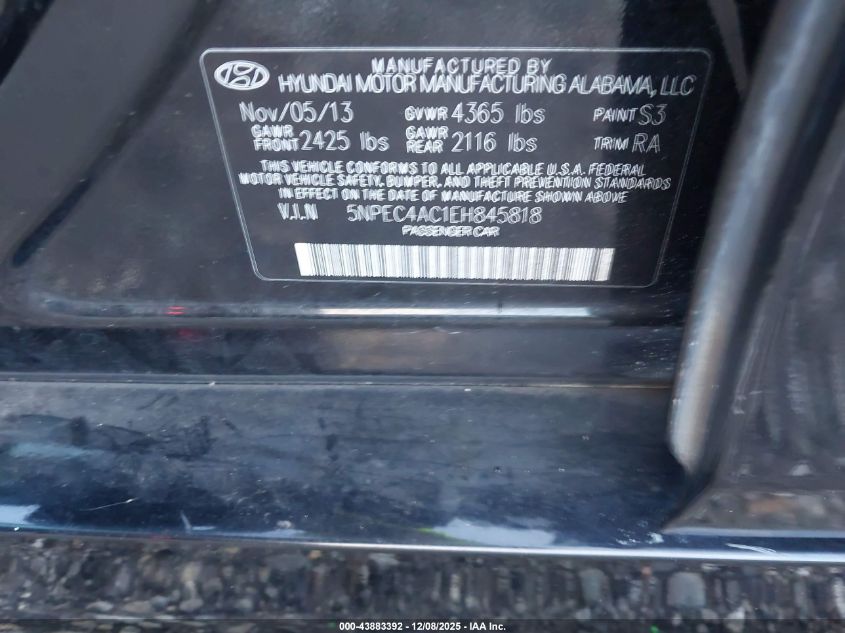 MANUFACTURED BY
HYUNDAI MOTOR MANUFACTURING ALABAMA, LLC
Nov/05/13 GVWR 4365 lbs PAINT S3
GAWR FRONT 2425 lbs GAWR REAR 2116 lbs TRIM RA
THIS VEHICLE CONFORMS TO ALL APPLICABLE U.S.A. FEDERAL
MOTOR VEHICLE SAFETY, BUMPER, AND THEFT PREVENTION STANDARDS
IN EFFECT ON THE DATE OF MANUFACTURE SHOWN ABOVE.
V.I.N 5NPEC4AC1EH845818
PASSENGER CAR
000-43883392 - 12/08/2025 - IAA Inc.